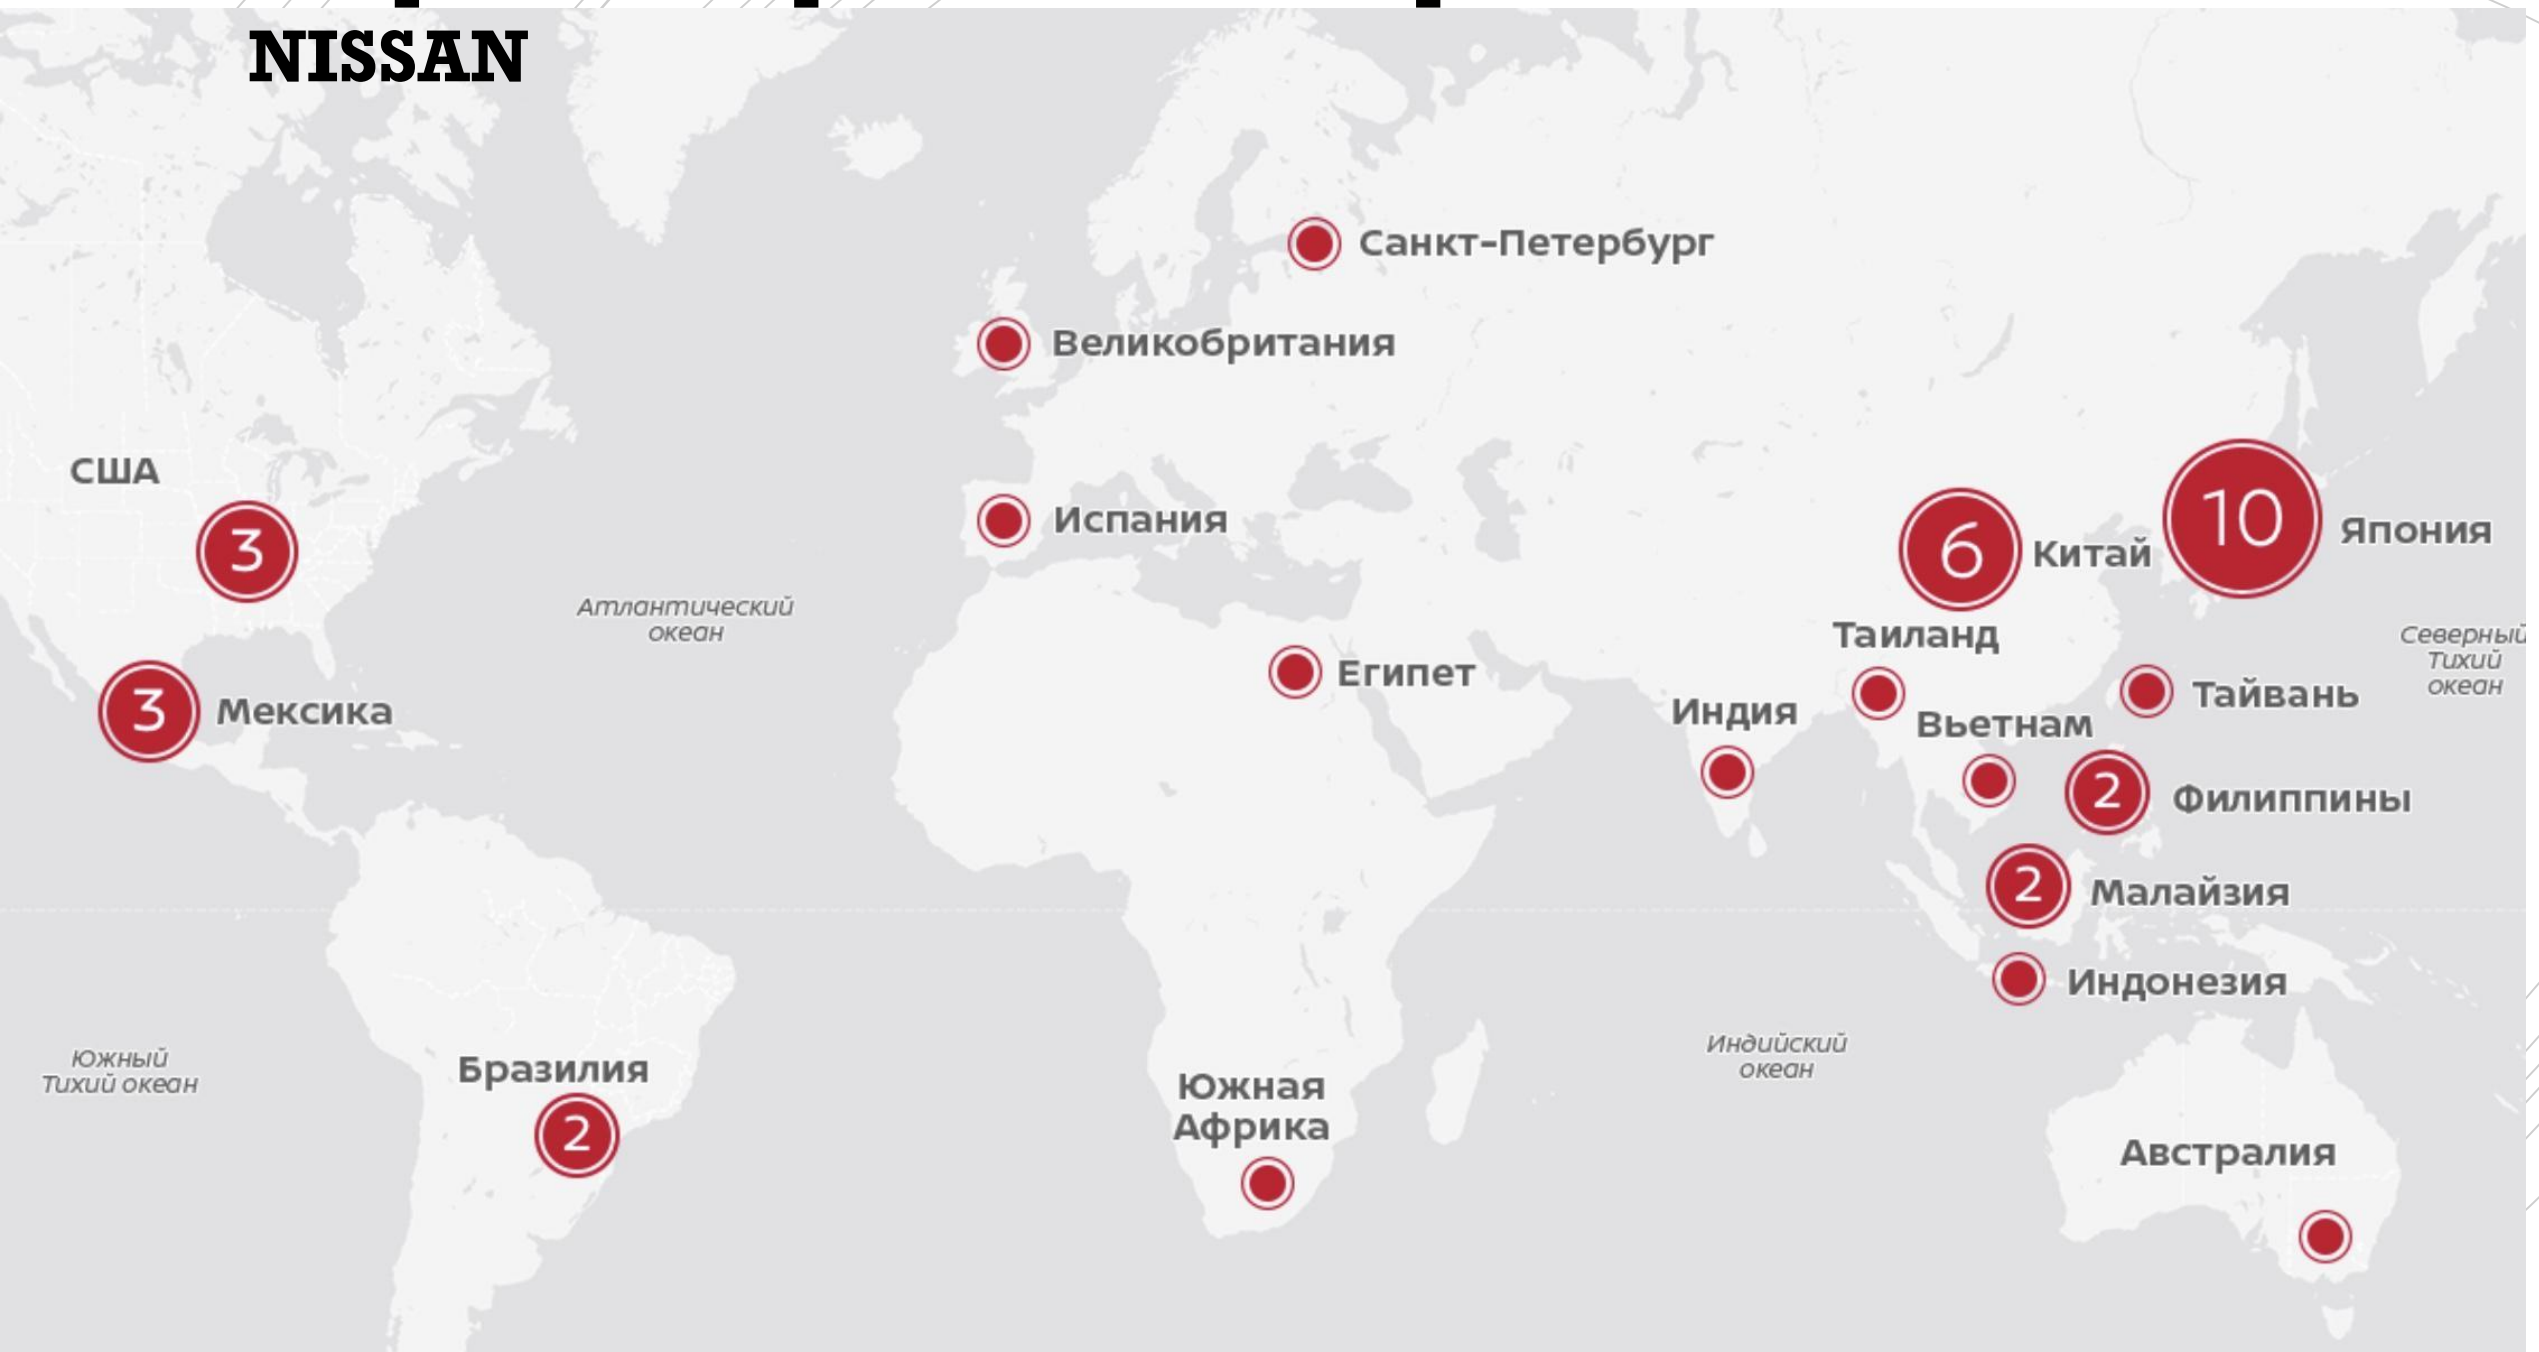 NISSAN
Санкт-Петербург
Великобритания
США
3
Испания
6
Китай
10
Япония
Атлантический
океан
Таиланд
Северный
Тихий
океан
3
Мексика
Египет
Индия
Тайвань
Вьетнам
2
Филиппины
2
Малайзия
Индонезия
Южный
Тихий океан
Бразилия
2
Южная
Африка
Индийский
океан
Австралия